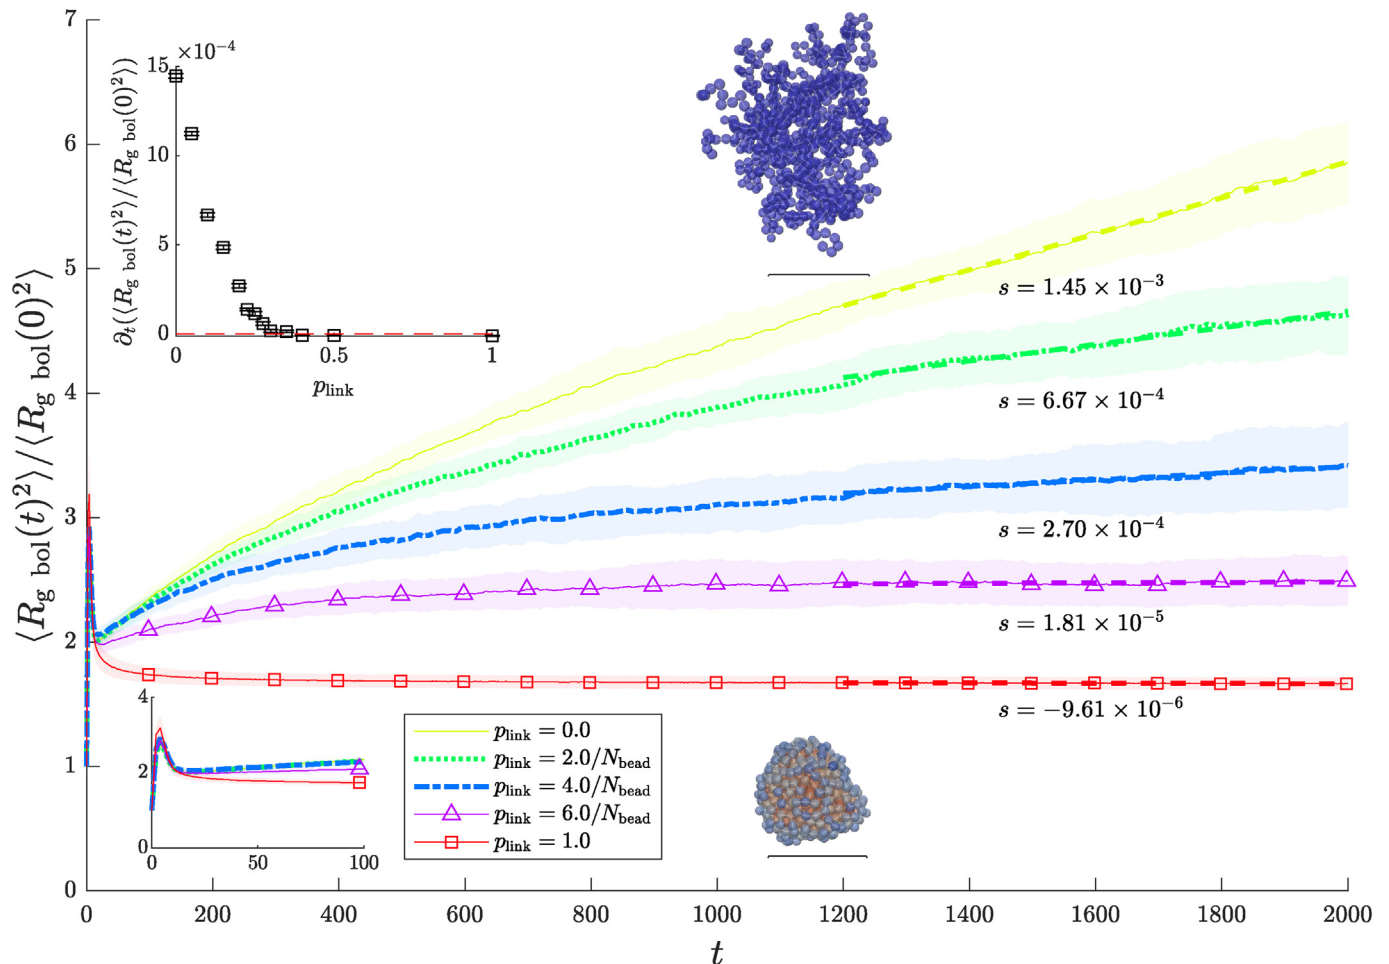 7
6
5
4
3
2
1
0
⟨R_g bol(t)^2⟩/⟨R_g bol(0)^2⟩
×10^−4
15
10
5
0
0 0.5 1
p_link
∂_t(⟨R_g bol(t)^2⟩/⟨R_g bol(0)^2⟩)
s = 1.45 × 10^−3
s = 6.67 × 10^−4
s = 2.70 × 10^−4
s = 1.81 × 10^−5
s = −9.61 × 10^−6
4
2
0
0 50 100
p_link = 0.0
p_link = 2.0/N_bead
p_link = 4.0/N_bead
p_link = 6.0/N_bead
p_link = 1.0
0 200 400 600 800 1000 1200 1400 1600 1800 2000
t